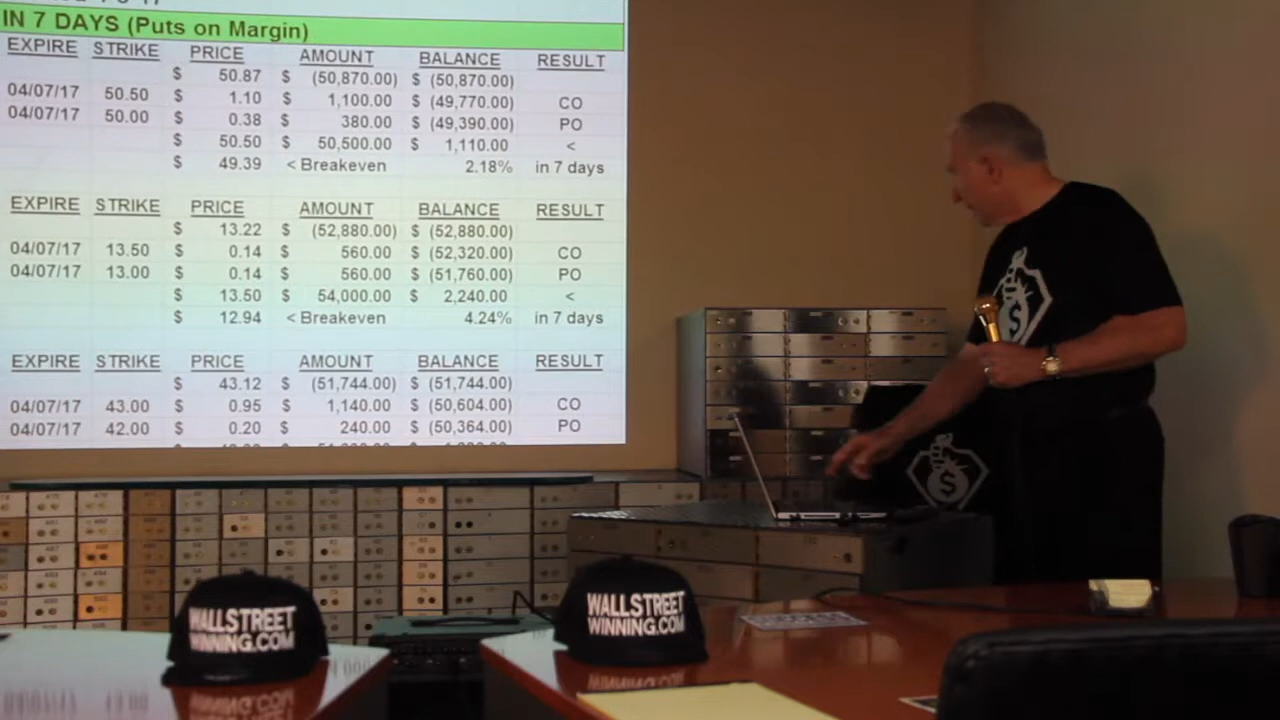 IN 7 DAYS (Puts on Margin)
EXPIRE STRIKE PRICE AMOUNT BALANCE RESULT
$ 50.87 $ (50,870.00) $ (50,870.00)
04/07/17 50.50 $ 1.10 $ 1,100.00 $ (49,770.00) CO
04/07/17 50.00 $ 0.38 $ 380.00 $ (49,390.00) PO
$ 50.50 $ 50,500.00 $ 1,110.00 <
$ 49.39 < Breakeven 2.18% in 7 days
EXPIRE STRIKE PRICE AMOUNT BALANCE RESULT
$ 13.22 $ (52,880.00) $ (52,880.00)
04/07/17 13.50 $ 0.14 $ 560.00 $ (52,320.00) CO
04/07/17 13.00 $ 0.14 $ 560.00 $ (51,760.00) PO
$ 13.50 $ 54,000.00 $ 2,240.00 <
$ 12.94 < Breakeven 4.24% in 7 days
EXPIRE STRIKE PRICE AMOUNT BALANCE RESULT
$ 43.12 $ (51,744.00) $ (51,744.00)
04/07/17 43.00 $ 0.95 $ 1,140.00 $ (50,604.00) CO
04/07/17 42.00 $ 0.20 $ 240.00 $ (50,364.00) PO
$
$
WALLSTREET
WINNING.COM
WALLSTREET
WINNING.COM